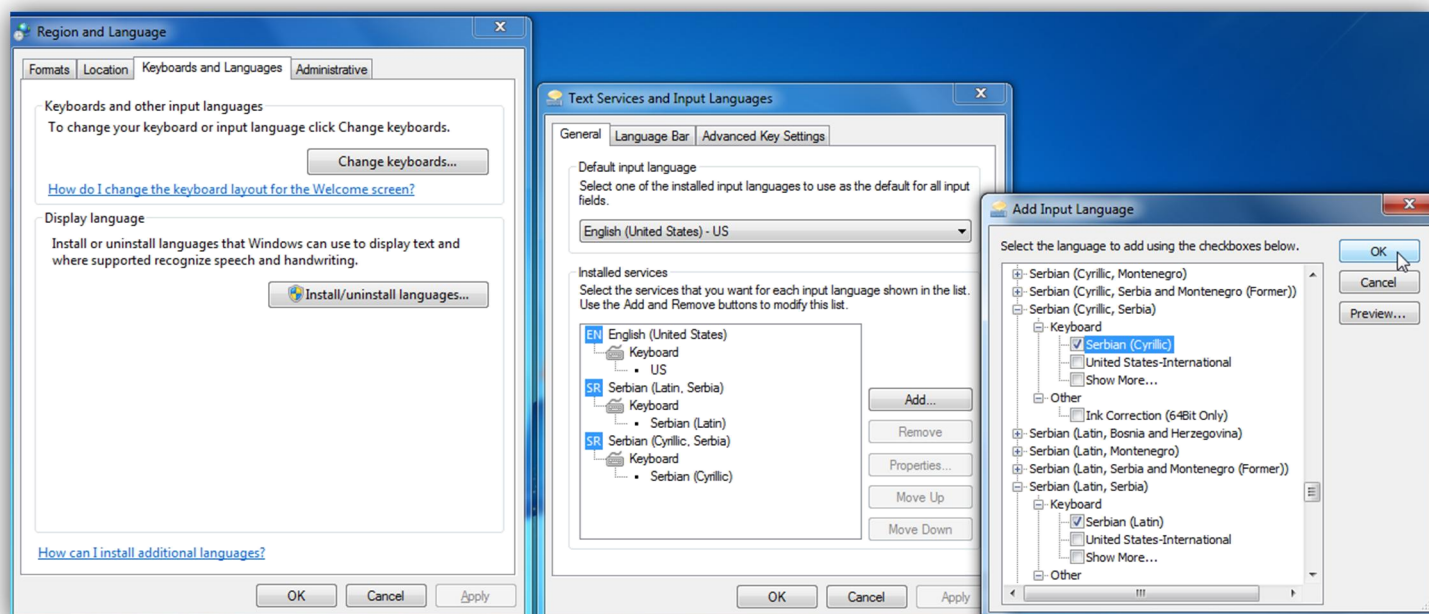 Region and Language
Formats Location Keyboards and Languages Administrative
Keyboards and other input languages
To change your keyboard or input language click Change keyboards.
Change keyboards...
How do I change the keyboard layout for the Welcome screen?
Display language
Install or uninstall languages that Windows can use to display text and
where supported recognize speech and handwriting.
Install/uninstall languages...
How can I install additional languages?
OK Cancel Apply
Text Services and Input Languages
General Language Bar Advanced Key Settings
Default input language
Select one of the installed input languages to use as the default for all input
fields.
English (United States) - US
Installed services
Select the services that you want for each input language shown in the list.
Use the Add and Remove buttons to modify this list.
EN English (United States)
Keyboard
US
SR Serbian (Latin, Serbia)
Keyboard
Serbian (Latin)
SR Serbian (Cyrillic, Serbia)
Keyboard
Serbian (Cyrillic)
Add...
Remove
Properties...
Move Up
Move Down
OK Cancel Apply
Add Input Language
Select the language to add using the checkboxes below.
Serbian (Cyrillic, Montenegro)
Serbian (Cyrillic, Serbia and Montenegro (Former))
Serbian (Cyrillic, Serbia)
Keyboard
Serbian (Cyrillic)
United States-International
Show More...
Other
Ink Correction (64Bit Only)
Serbian (Latin, Bosnia and Herzegovina)
Serbian (Latin, Montenegro)
Serbian (Latin, Serbia and Montenegro (Former))
Serbian (Latin, Serbia)
Keyboard
Serbian (Latin)
United States-International
Show More...
Other
OK
Cancel
Preview...